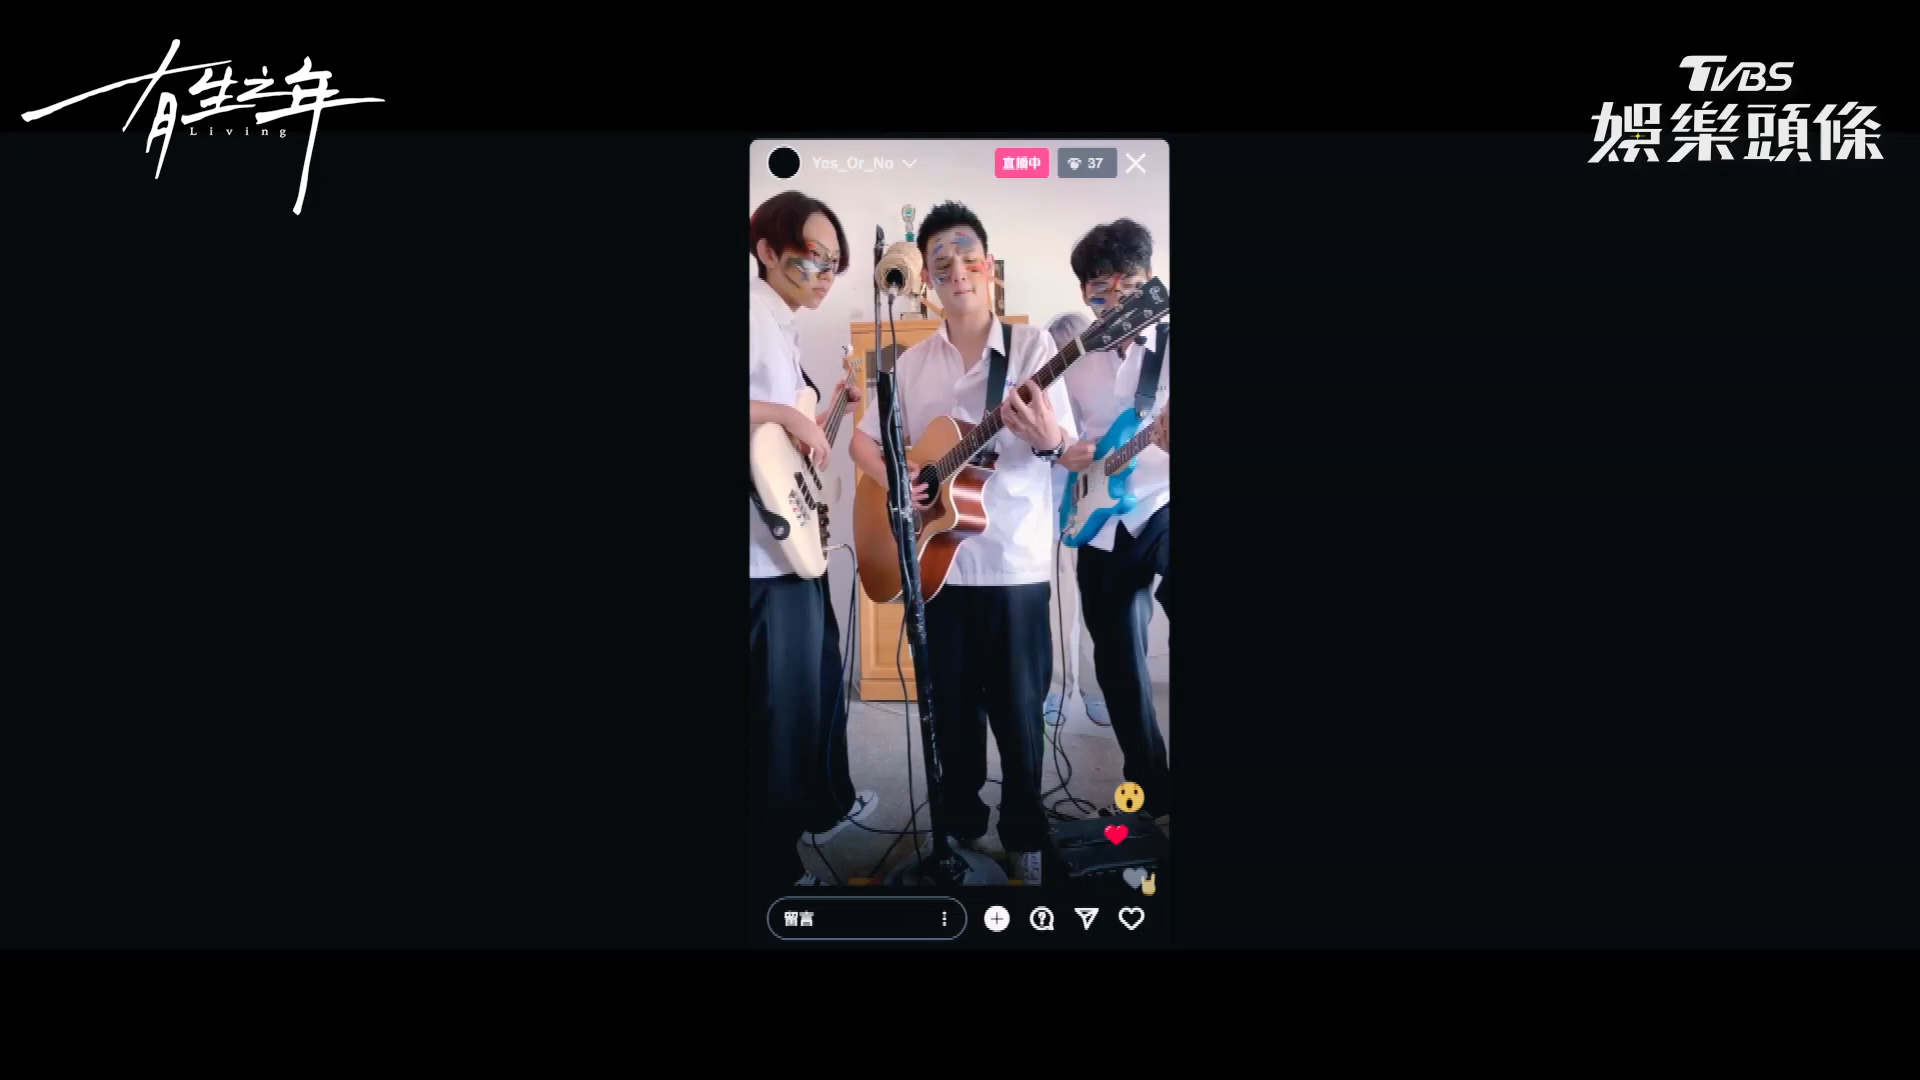 有生之年
Living
TVBS
娛樂頭條
Yes_Or_No
直播中
37
留言